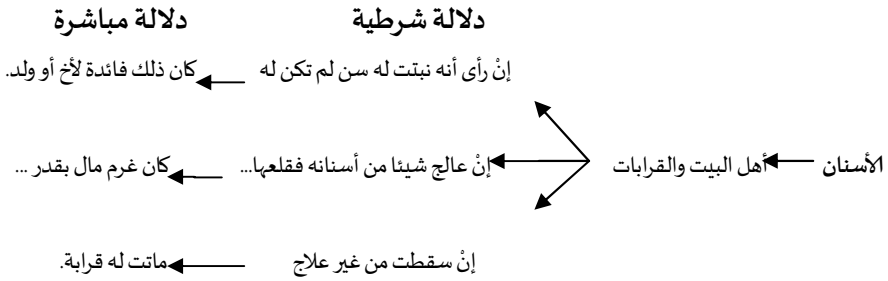 دلالة شرطية دلالة مباشرة
إنْ رأى أنه نبتت له سن لم تكن له كان ذلك فائدة لأخ أو ولد.
الأسنان أهل البيت والقرابات إنْ عالج شيئا من أسنانه فقلعها... كان غرم مال بقدر ...
إنْ سقطت من غير علاج ماتت له قرابة.